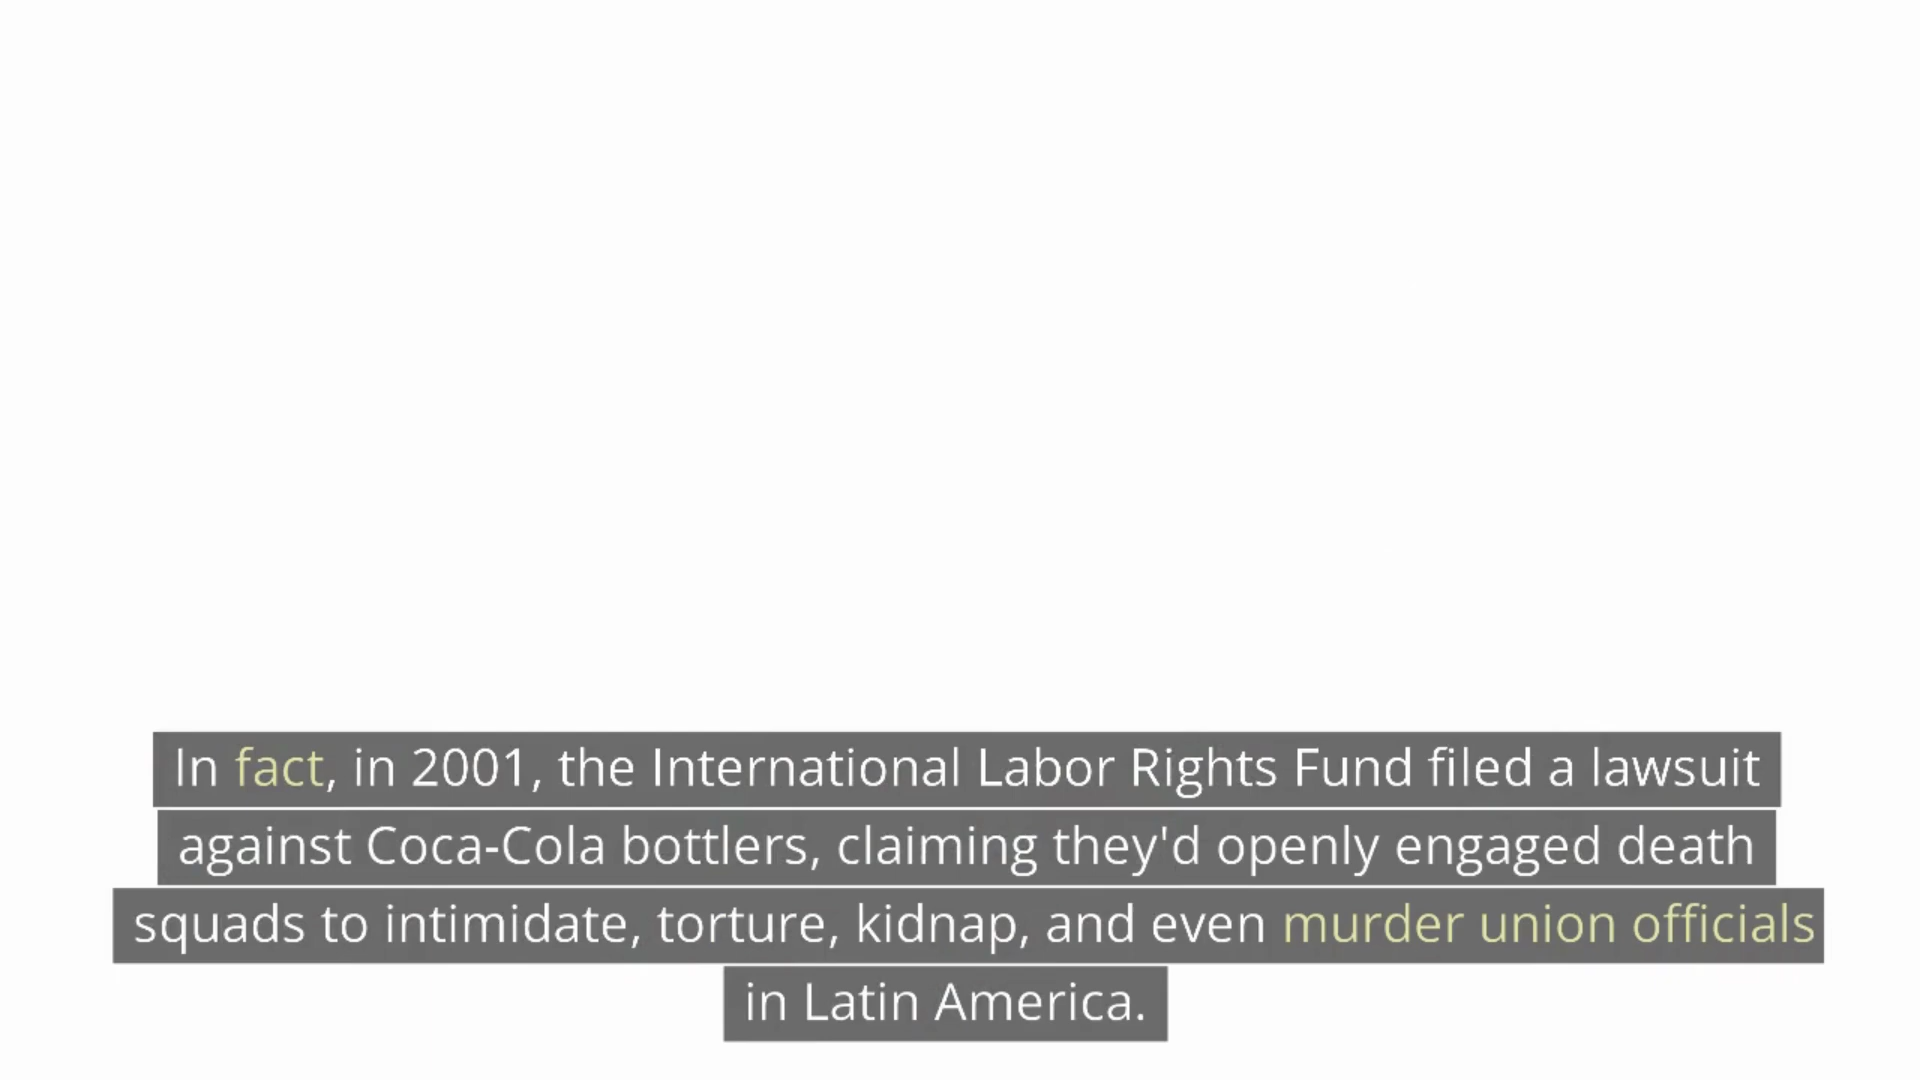 In fact, in 2001, the International Labor Rights Fund filed a lawsuit
against Coca-Cola bottlers, claiming they'd openly engaged death
squads to intimidate, torture, kidnap, and even murder union officials
in Latin America.